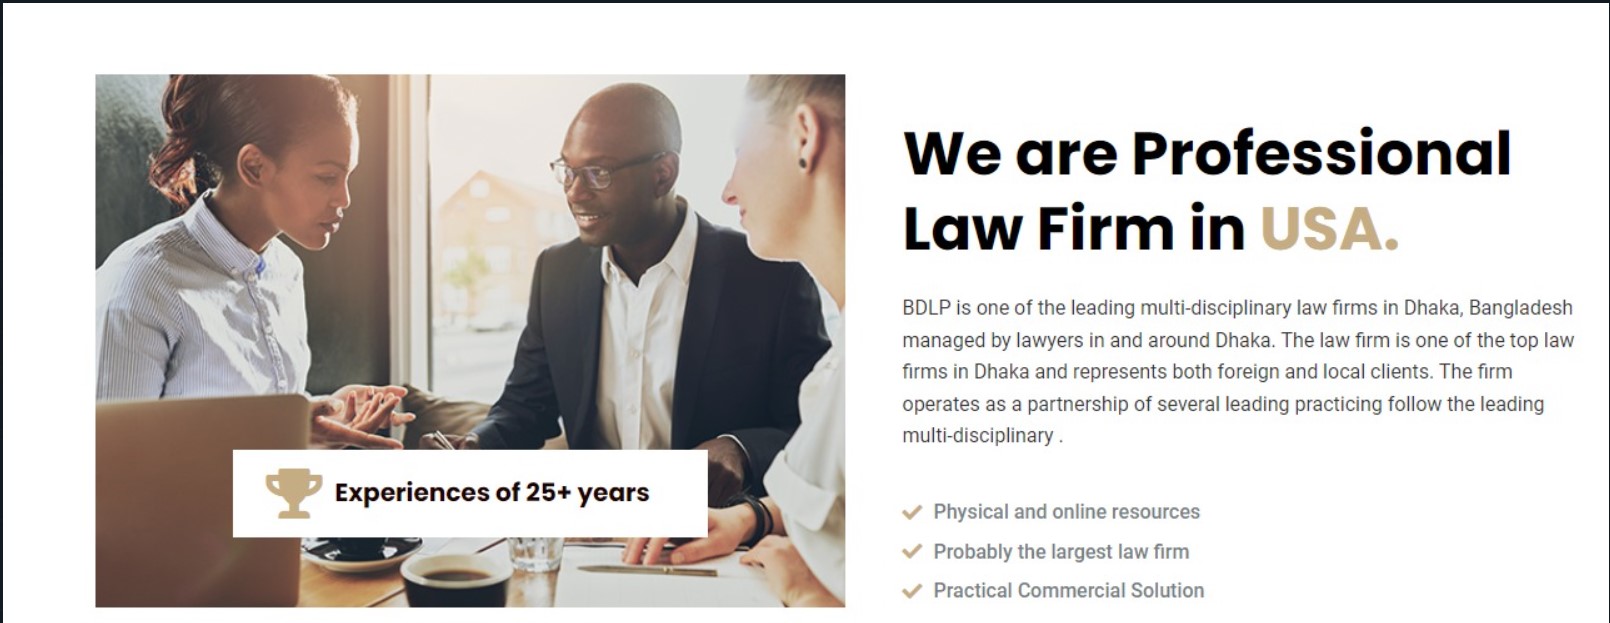 We are Professional
Law Firm in USA.
BDLP is one of the leading multi-disciplinary law firms in Dhaka, Bangladesh
managed by lawyers in and around Dhaka. The law firm is one of the top law
firms in Dhaka and represents both foreign and local clients. The firm
operates as a partnership of several leading practicing follow the leading
multi-disciplinary .
Experiences of 25+ years
Physical and online resources
Probably the largest law firm
Practical Commercial Solution